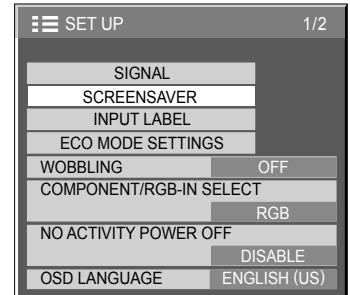 SET UP 1/2
SIGNAL
SCREENSAVER
INPUT LABEL
ECO MODE SETTINGS
WOBBLING OFF
COMPONENT/RGB-IN SELECT
RGB
NO ACTIVITY POWER OFF
DISABLE
OSD LANGUAGE ENGLISH (US)